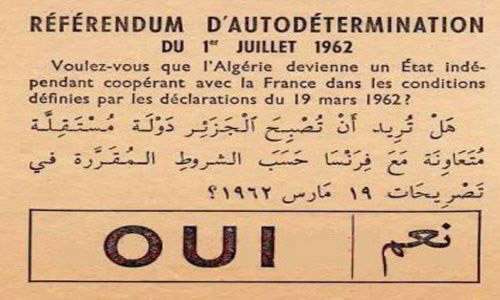 RÉFÉRENDUM D'AUTODÉTERMINATION
DU 1er JUILLET 1962
Voulez-vous que l'Algérie devienne un État indé-
pendant coopérant avec la France dans les conditions
définies par les déclarations du 19 mars 1962?
هَلْ تُرِيد أَنْ تُصْبِحَ الْجَزَئِر دَوْلَة مُسْتَقِلَّة
مُتَعَاوِنَة مَعَ فِرَنْسَا حَسَبَ الشروط المُقَرَّرة في
تَصْرِيحَات ١٩ مَارس ١٩٦٢؟
OUI نعم